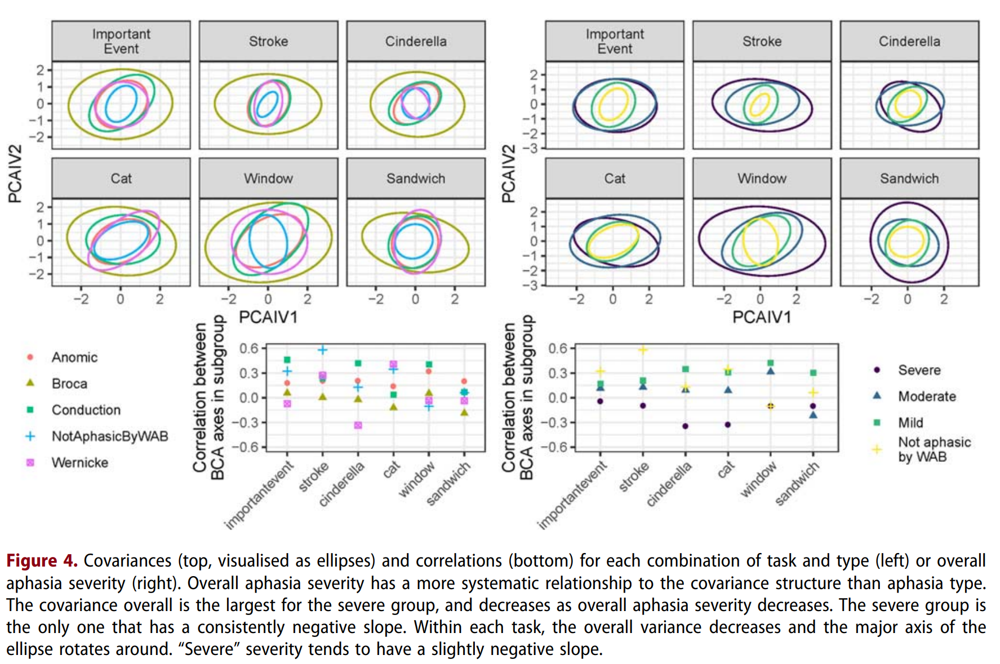 Important
Event
Stroke
Cinderella
2
1
0
−1
−2
Cat
Window
Sandwich
2
1
0
−1
−2
−2 0 2
−2 0 2
−2 0 2
PCAIV2
PCAIV1
Important
Event
Stroke
Cinderella
2
1
0
−1
−2
−3
Cat
Window
Sandwich
2
1
0
−1
−2
−3
−2 0 2
−2 0 2
−2 0 2
PCAIV2
PCAIV1
Anomic
Broca
Conduction
NotAphasicByWAB
Wernicke
Correlation between
BCA axes in subgroup
0.6
0.3
0.0
−0.3
−0.6
importantevent
stroke
cinderella
cat
window
sandwich
Correlation between
BCA axes in subgroup
0.6
0.3
0.0
−0.3
−0.6
importantevent
stroke
cinderella
cat
window
sandwich
Severe
Moderate
Mild
Not aphasic
by WAB
Figure 4. Covariances (top, visualised as ellipses) and correlations (bottom) for each combination of task and type (left) or overall
aphasia severity (right). Overall aphasia severity has a more systematic relationship to the covariance structure than aphasia type.
The covariance overall is the largest for the severe group, and decreases as overall aphasia severity decreases. The severe group is
the only one that has a consistently negative slope. Within each task, the overall variance decreases and the major axis of the
ellipse rotates around. “Severe” severity tends to have a slightly negative slope.